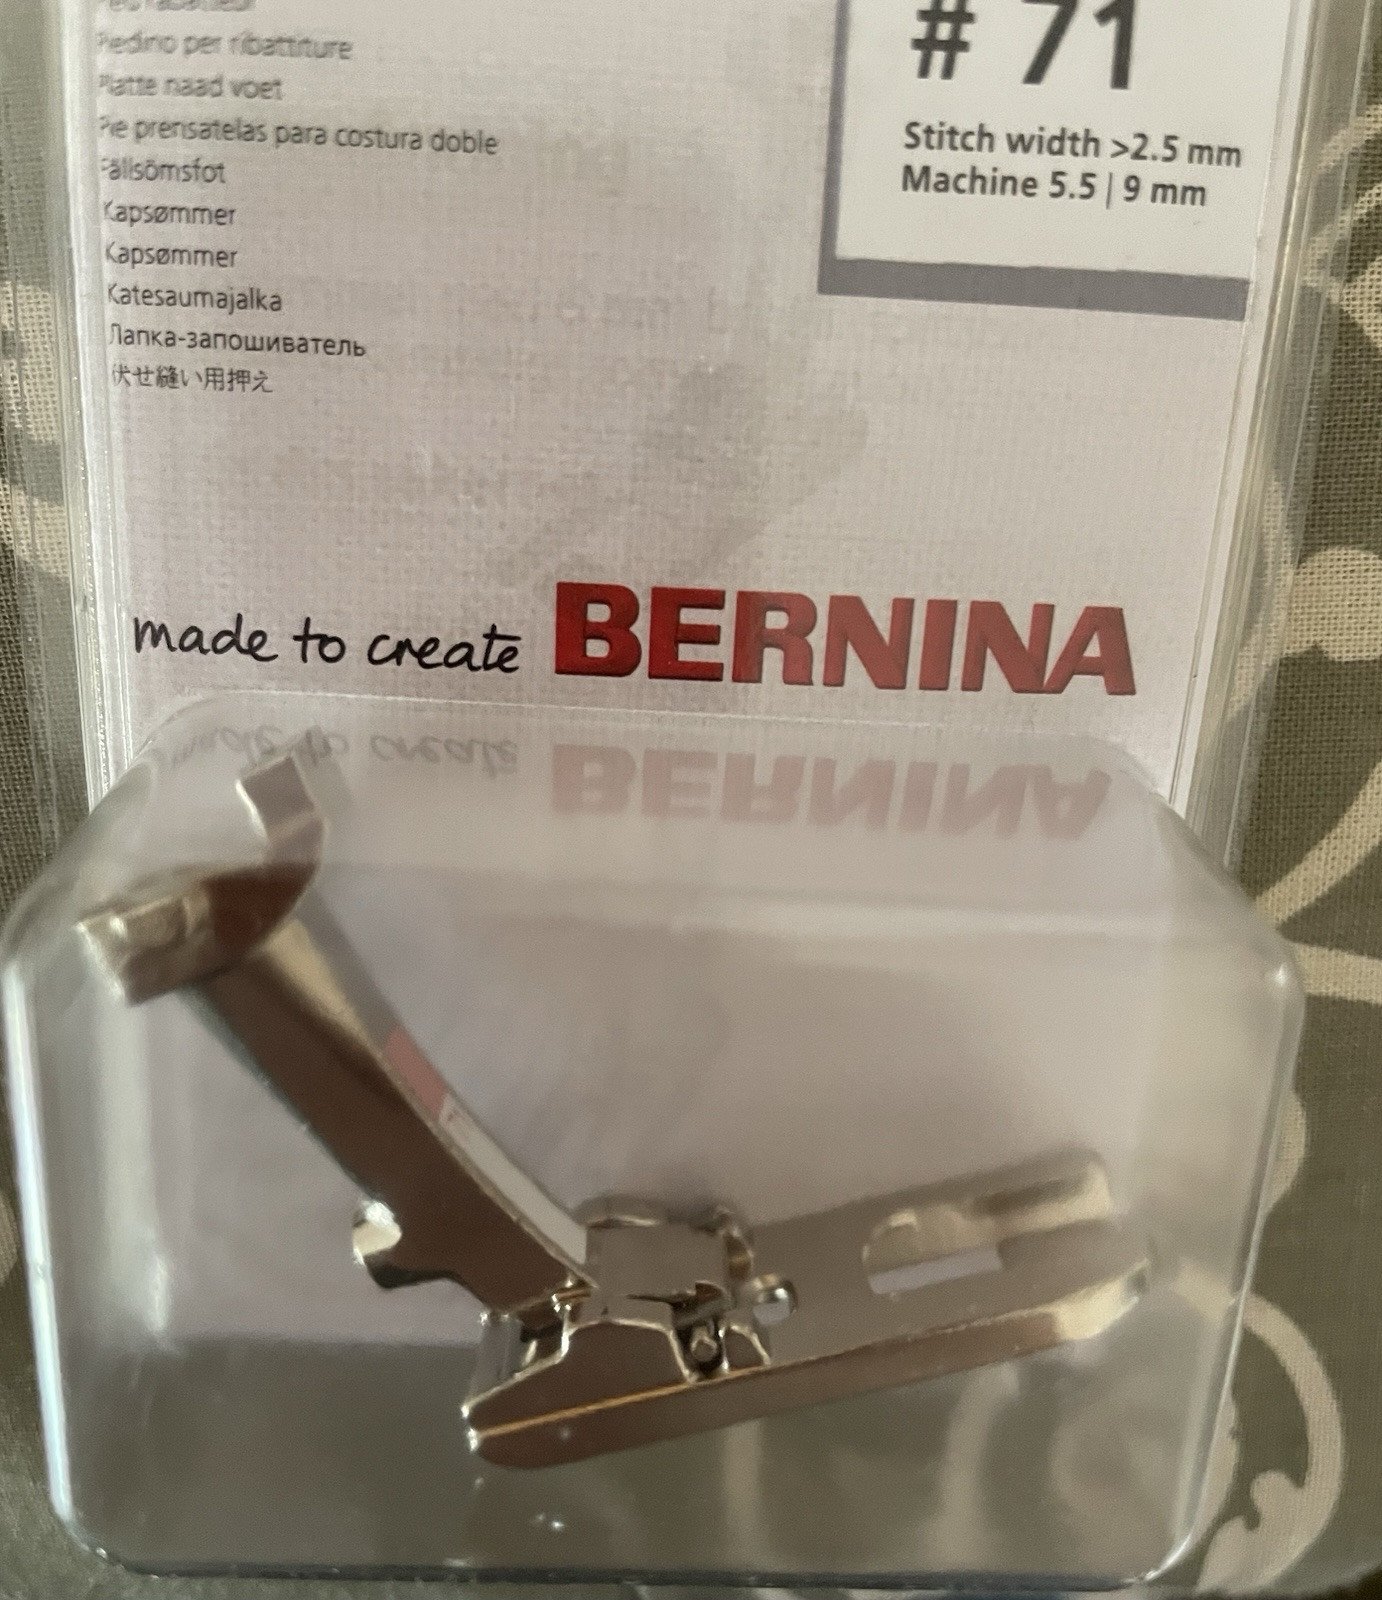 # 71
Stitch width >2.5 mm
Machine 5.5 | 9 mm
Piedino per ribattiture
Platte naad voet
Pie prensatelas para costura doble
Fällsömsfot
Kapsømmer
Kapsømmer
Katesaumajalka
Лапка-запошиватель
伏せ縫い用押え
made to create BERNINA